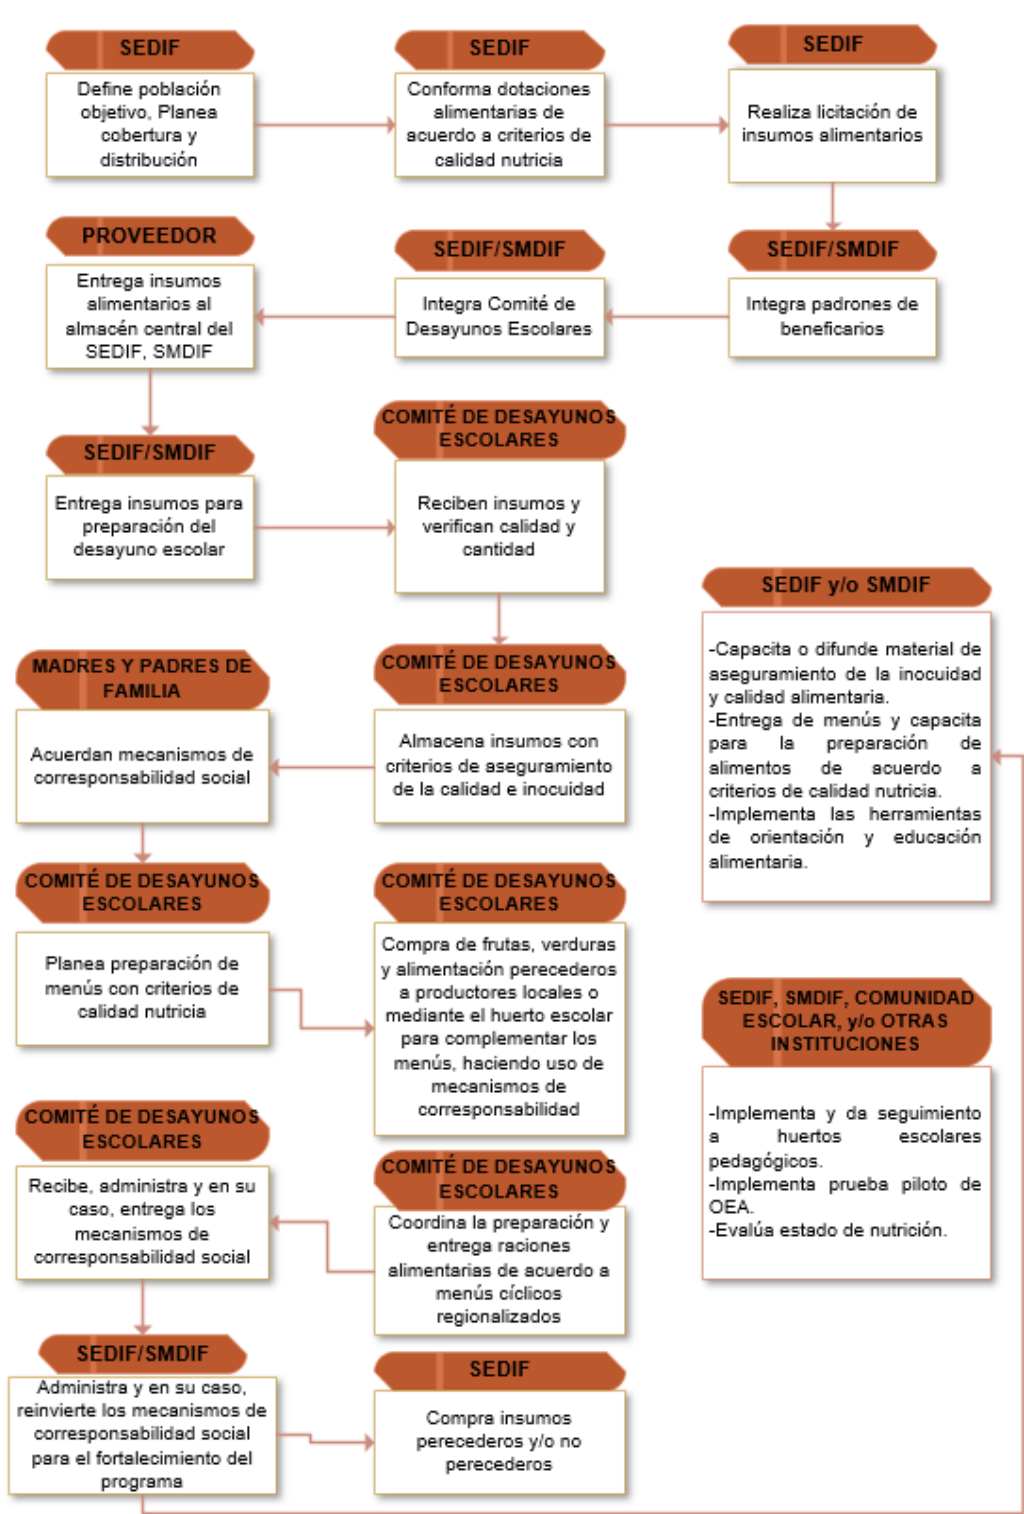 SEDIF
Define población
objetivo, Planea
cobertura y
distribución
SEDIF
Conforma dotaciones
alimentarias de
acuerdo a criterios de
calidad nutricia
SEDIF
Realiza licitación de
insumos alimentarios
SEDIF/SMDIF
Integra padrones de
beneficarios
SEDIF/SMDIF
Integra Comité de
Desayunos Escolares
PROVEEDOR
Entrega insumos
alimentarios al
almacén central del
SEDIF, SMDIF
SEDIF/SMDIF
Entrega insumos para
preparación del
desayuno escolar
COMITÉ DE DESAYUNOS
ESCOLARES
Reciben insumos y
verifican calidad y
cantidad
COMITÉ DE DESAYUNOS
ESCOLARES
Almacena insumos con
criterios de aseguramiento
de la calidad e inocuidad
MADRES Y PADRES DE
FAMILIA
Acuerdan mecanismos de
corresponsabilidad social
COMITÉ DE DESAYUNOS
ESCOLARES
Planea preparación de
menús con criterios de
calidad nutricia
COMITÉ DE DESAYUNOS
ESCOLARES
Compra de frutas, verduras
y alimentación perecederos
a productores locales o
mediante el huerto escolar
para complementar los
menús, haciendo uso de
mecanismos de
corresponsabilidad
COMITÉ DE DESAYUNOS
ESCOLARES
Coordina la preparación y
entrega raciones
alimentarias de acuerdo a
menús cíclicos
regionalizados
COMITÉ DE DESAYUNOS
ESCOLARES
Recibe, administra y en su
caso, entrega los
mecanismos de
corresponsabilidad social
SEDIF/SMDIF
Administra y en su caso,
reinvierte los mecanismos de
corresponsabilidad social
para el fortalecimiento del
programa
SEDIF
Compra insumos
perecederos y/o no
perecederos
SEDIF y/o SMDIF
-Capacita o difunde material de
aseguramiento de la inocuidad
y calidad alimentaria.
-Entrega de menús y capacita
para la preparación de
alimentos de acuerdo a
criterios de calidad nutricia.
-Implementa las herramientas
de orientación y educación
alimentaria.
SEDIF, SMDIF, COMUNIDAD
ESCOLAR, y/o OTRAS
INSTITUCIONES
-Implementa y da seguimiento
a huertos escolares
pedagógicos.
-Implementa prueba piloto de
OEA.
-Evalúa estado de nutrición.